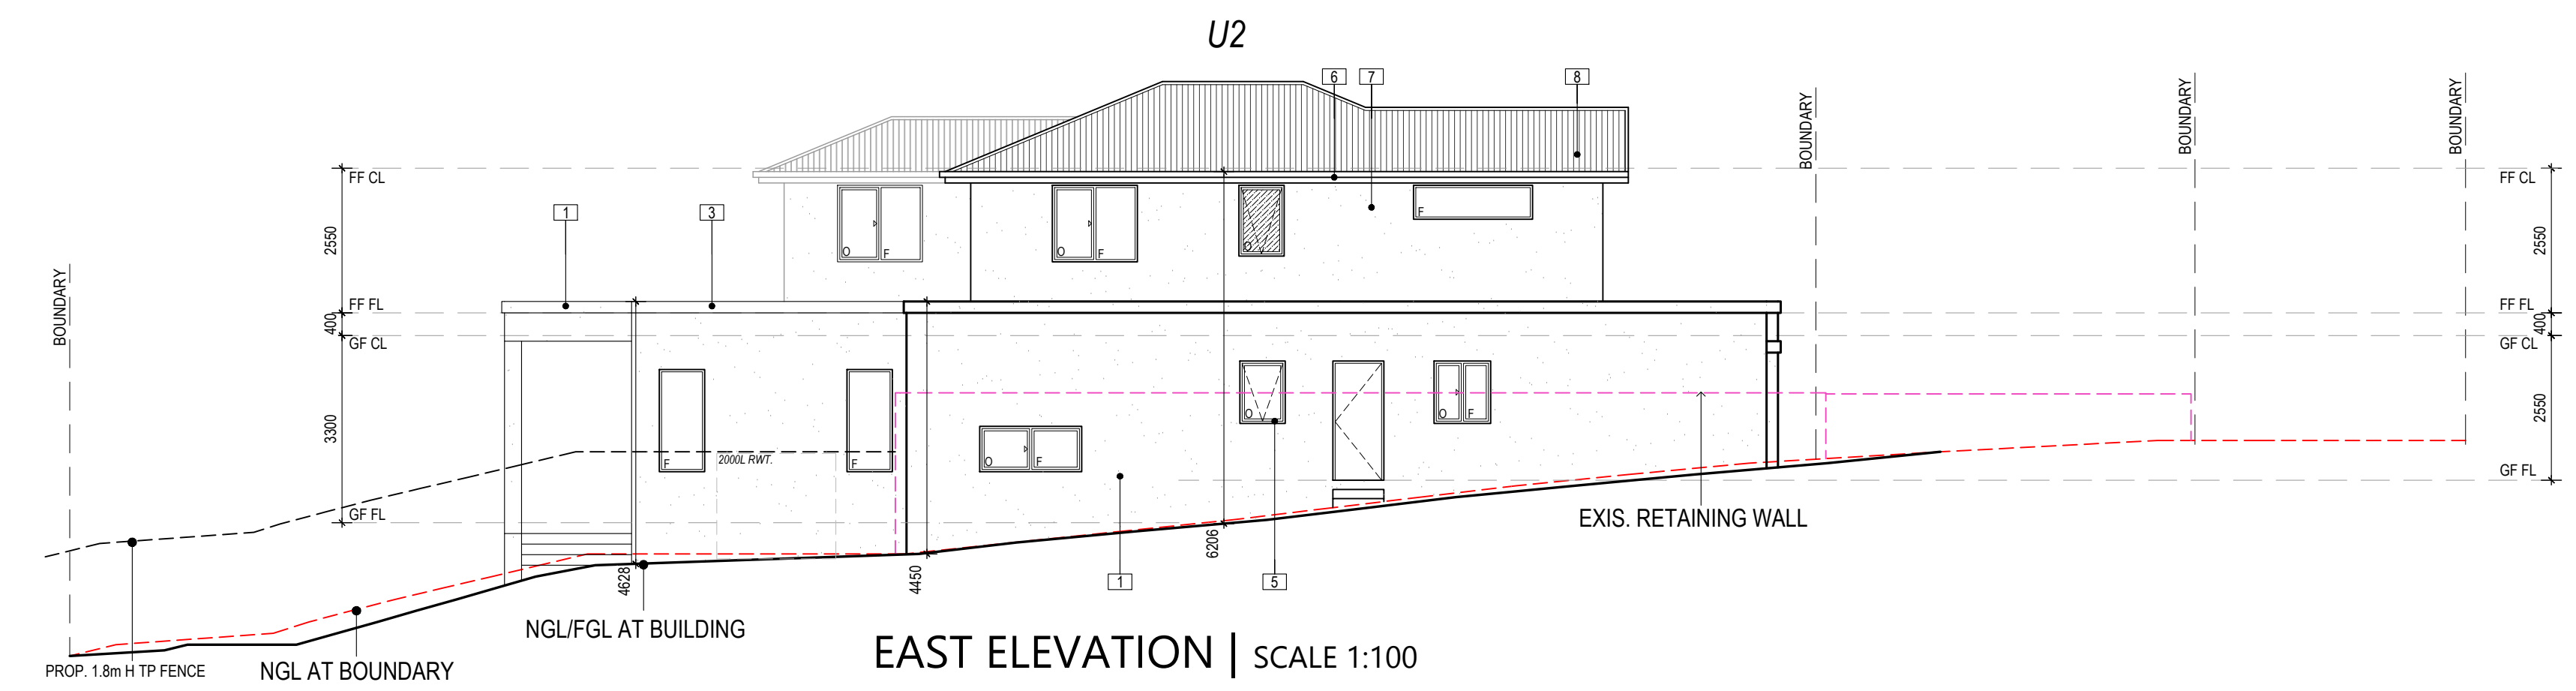 U2
6
7
8
BOUNDARY
BOUNDARY
BOUNDARY
BOUNDARY
FF CL
FF CL
1
3
2550
2550
O
F
O
F
O
F
FF FL
FF FL
400
400
GF CL
GF CL
3300
2550
F
F
2000L RWT.
O
F
O
O
F
GF FL
GF FL
EXIS. RETAINING WALL
6206
4628
4450
1
5
NGL/FGL AT BUILDING
PROP. 1.8m H TP FENCE
NGL AT BOUNDARY
EAST ELEVATION | SCALE 1:100